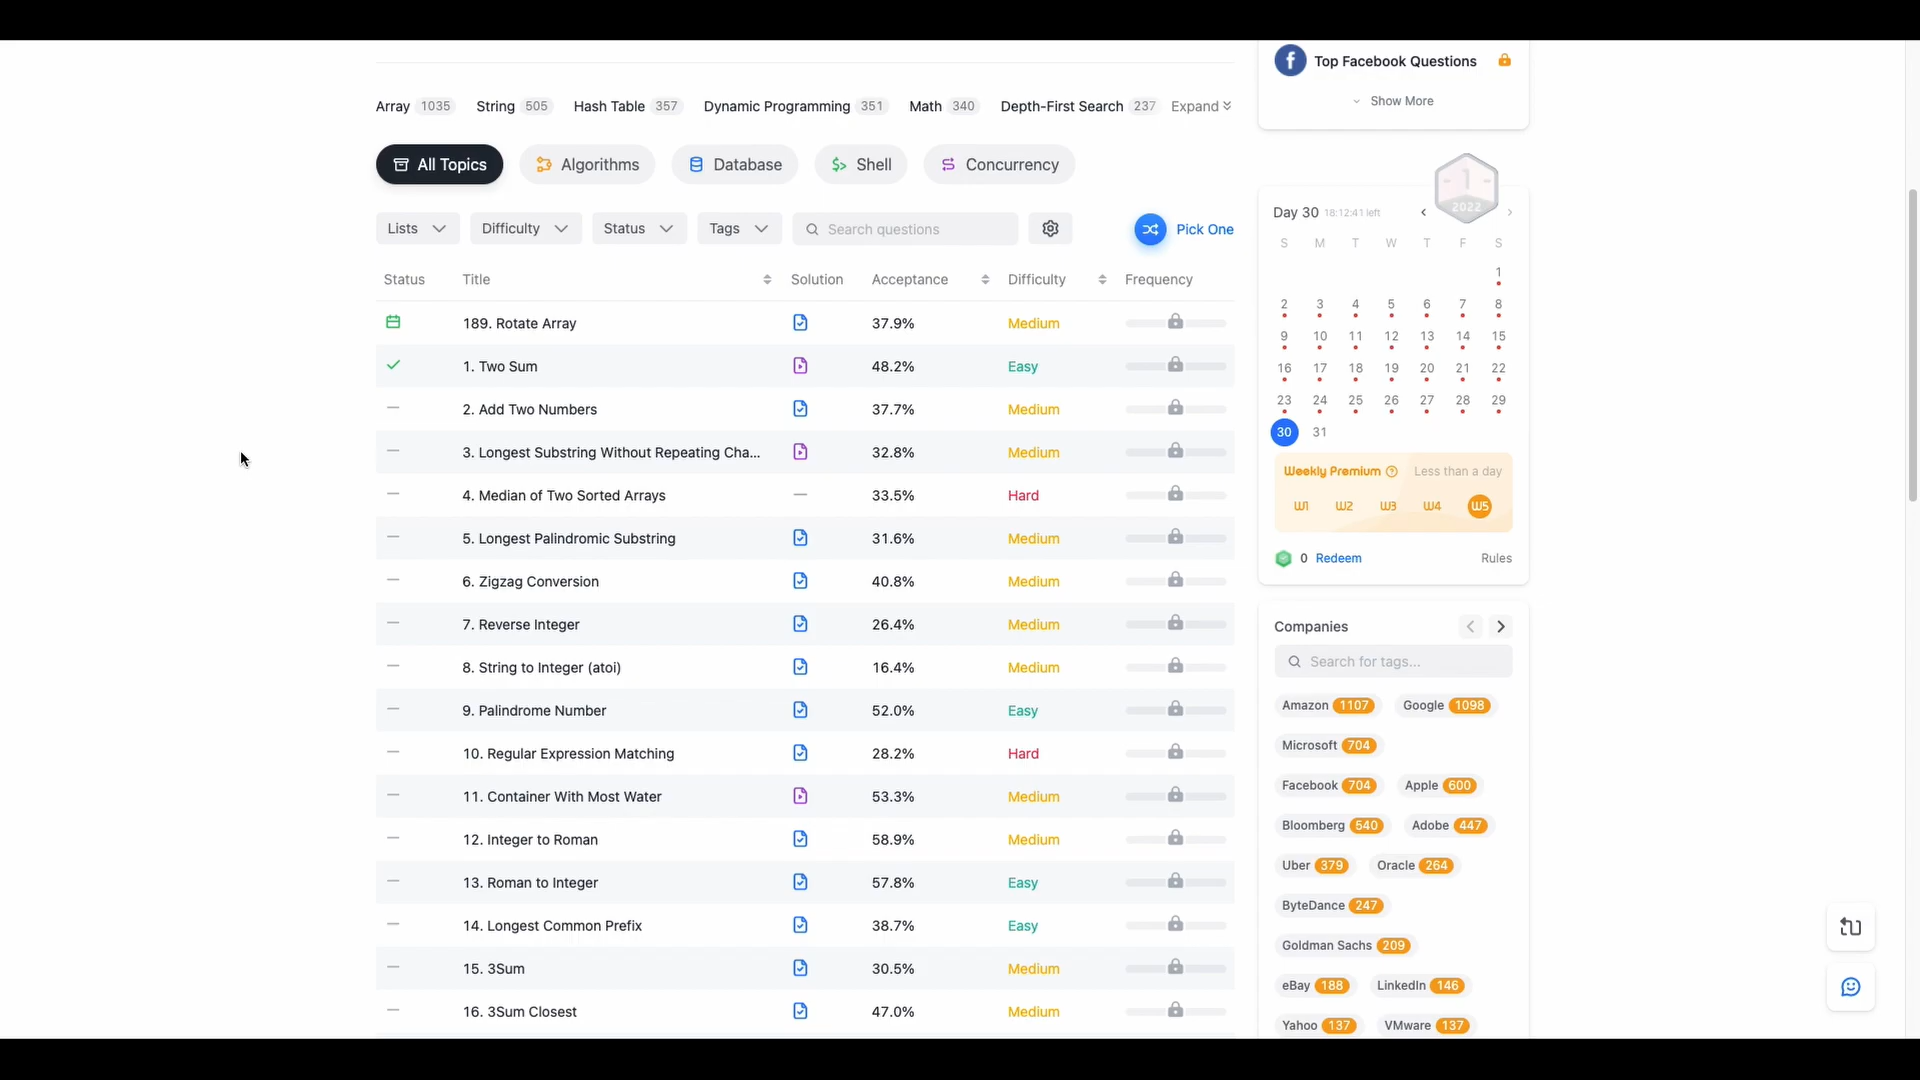 Top Facebook Questions
Show More
Array 1035 String 505 Hash Table 357 Dynamic Programming 351 Math 340 Depth-First Search 237 Expand
All Topics Algorithms Database Shell Concurrency
Lists Difficulty Status Tags Search questions Pick One
Status Title Solution Acceptance Difficulty Frequency
189. Rotate Array 37.9% Medium
1. Two Sum 48.2% Easy
2. Add Two Numbers 37.7% Medium
3. Longest Substring Without Repeating Cha... 32.8% Medium
4. Median of Two Sorted Arrays 33.5% Hard
5. Longest Palindromic Substring 31.6% Medium
6. Zigzag Conversion 40.8% Medium
7. Reverse Integer 26.4% Medium
8. String to Integer (atoi) 16.4% Medium
9. Palindrome Number 52.0% Easy
10. Regular Expression Matching 28.2% Hard
11. Container With Most Water 53.3% Medium
12. Integer to Roman 58.9% Medium
13. Roman to Integer 57.8% Easy
14. Longest Common Prefix 38.7% Easy
15. 3Sum 30.5% Medium
16. 3Sum Closest 47.0% Medium
1
2022
Day 30 18:12:41 left
S M T W T F S
1
2 3 4 5 6 7 8
9 10 11 12 13 14 15
16 17 18 19 20 21 22
23 24 25 26 27 28 29
30 31
Weekly Premium Less than a day
W1 W2 W3 W4 W5
0 Redeem Rules
Companies
Search for tags...
Amazon 1107 Google 1098
Microsoft 704
Facebook 704 Apple 600
Bloomberg 540 Adobe 447
Uber 379 Oracle 264
ByteDance 247
Goldman Sachs 209
eBay 188 LinkedIn 146
Yahoo 137 VMware 137